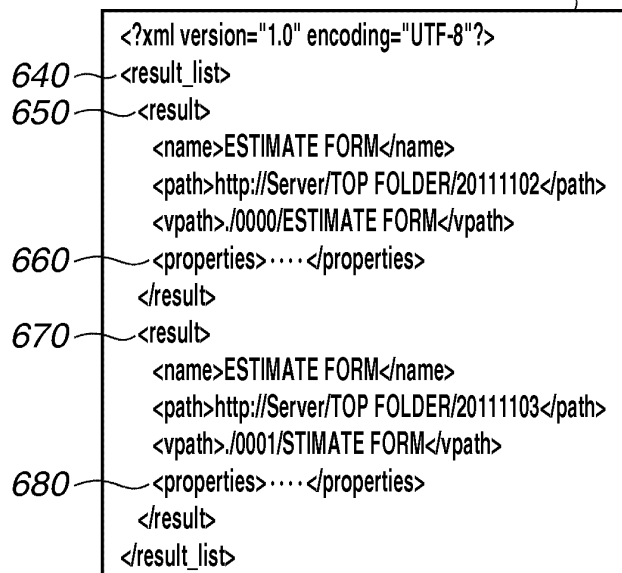 <?xml version="1.0" encoding="UTF-8"?>
640 <result_list>
650 <result>
<name>ESTIMATE FORM</name>
<path>http://Server/TOP FOLDER/20111102</path>
<vpath>./0000/ESTIMATE FORM</vpath>
660 <properties>····</properties>
</result>
670 <result>
<name>ESTIMATE FORM</name>
<path>http://Server/TOP FOLDER/20111103</path>
<vpath>./0001/STIMATE FORM</vpath>
680 <properties>····</properties>
</result>
</result_list>